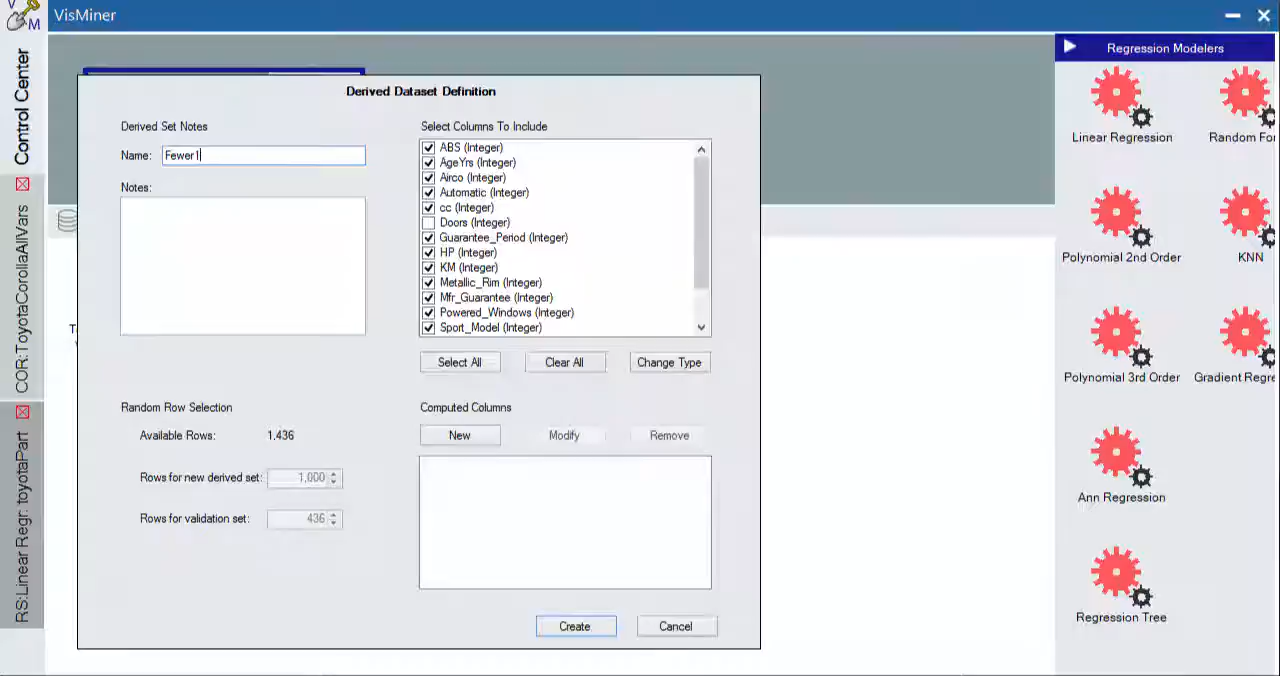 V
M
VisMiner
Control Center
COR:ToyotaCorollaAllVars
RS:Linear Regr: toyotaPart
Derived Dataset Definition
Derived Set Notes
Name: Fewer1
Notes:
Select Columns To Include
ABS (Integer)
AgeYrs (Integer)
Airco (Integer)
Automatic (Integer)
cc (Integer)
Doors (Integer)
Guarantee_Period (Integer)
HP (Integer)
KM (Integer)
Metallic_Rim (Integer)
Mfr_Guarantee (Integer)
Powered_Windows (Integer)
Sport_Model (Integer)
Select All Clear All Change Type
Random Row Selection
Available Rows: 1,436
Rows for new derived set: 1,000
Rows for validation set: 436
Computed Columns
New Modify Remove
Create Cancel
Regression Modelers
Linear Regression Random For
Polynomial 2nd Order KNN
Polynomial 3rd Order Gradient Regre
Ann Regression
Regression Tree